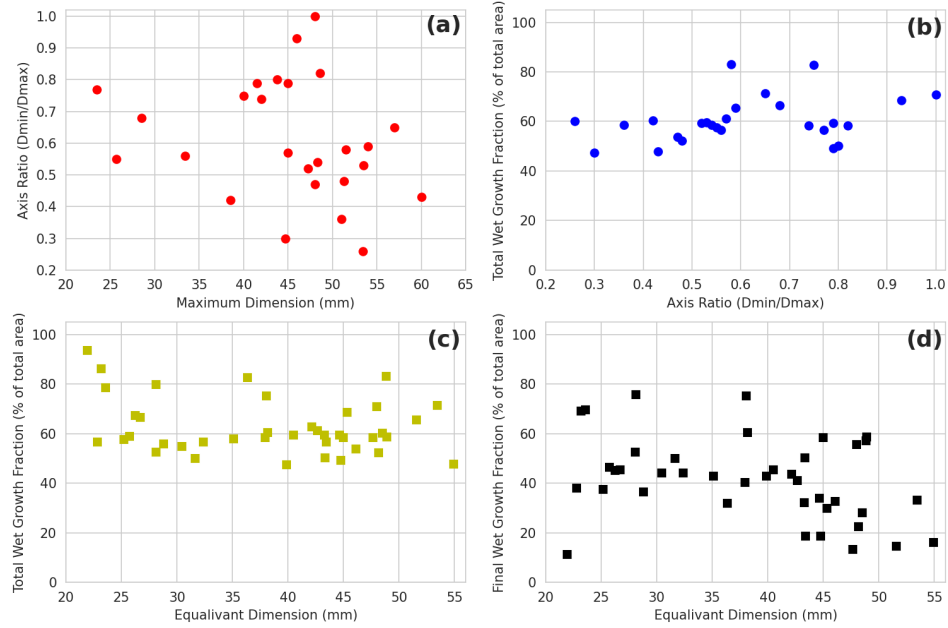 (a)
Axis Ratio (Dmin/Dmax)
1.0
0.9
0.8
0.7
0.6
0.5
0.4
0.3
0.2
20 25 30 35 40 45 50 55 60 65
Maximum Dimension (mm)
(b)
Total Wet Growth Fraction (% of total area)
100
80
60
40
20
0
0.2 0.3 0.4 0.5 0.6 0.7 0.8 0.9 1.0
Axis Ratio (Dmin/Dmax)
(c)
Total Wet Growth Fraction (% of total area)
100
80
60
40
20
0
20 25 30 35 40 45 50 55
Equalivant Dimension (mm)
(d)
Final Wet Growth Fraction (% of total area)
100
80
60
40
20
0
20 25 30 35 40 45 50 55
Equalivant Dimension (mm)